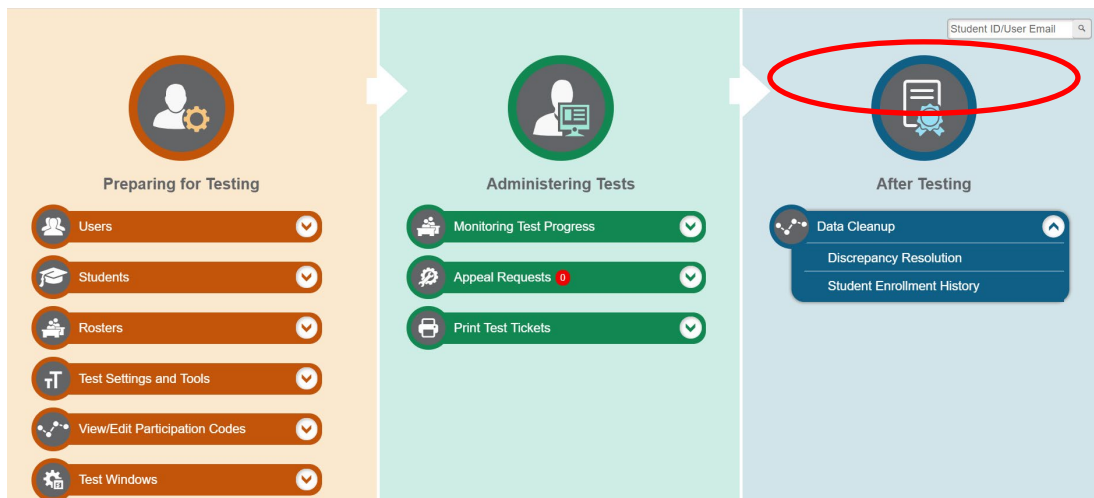 Student ID/User Email
Preparing for Testing
Users
Students
Rosters
Test Settings and Tools
View/Edit Participation Codes
Test Windows
Administering Tests
Monitoring Test Progress
Appeal Requests 0
Print Test Tickets
After Testing
Data Cleanup
Discrepancy Resolution
Student Enrollment History